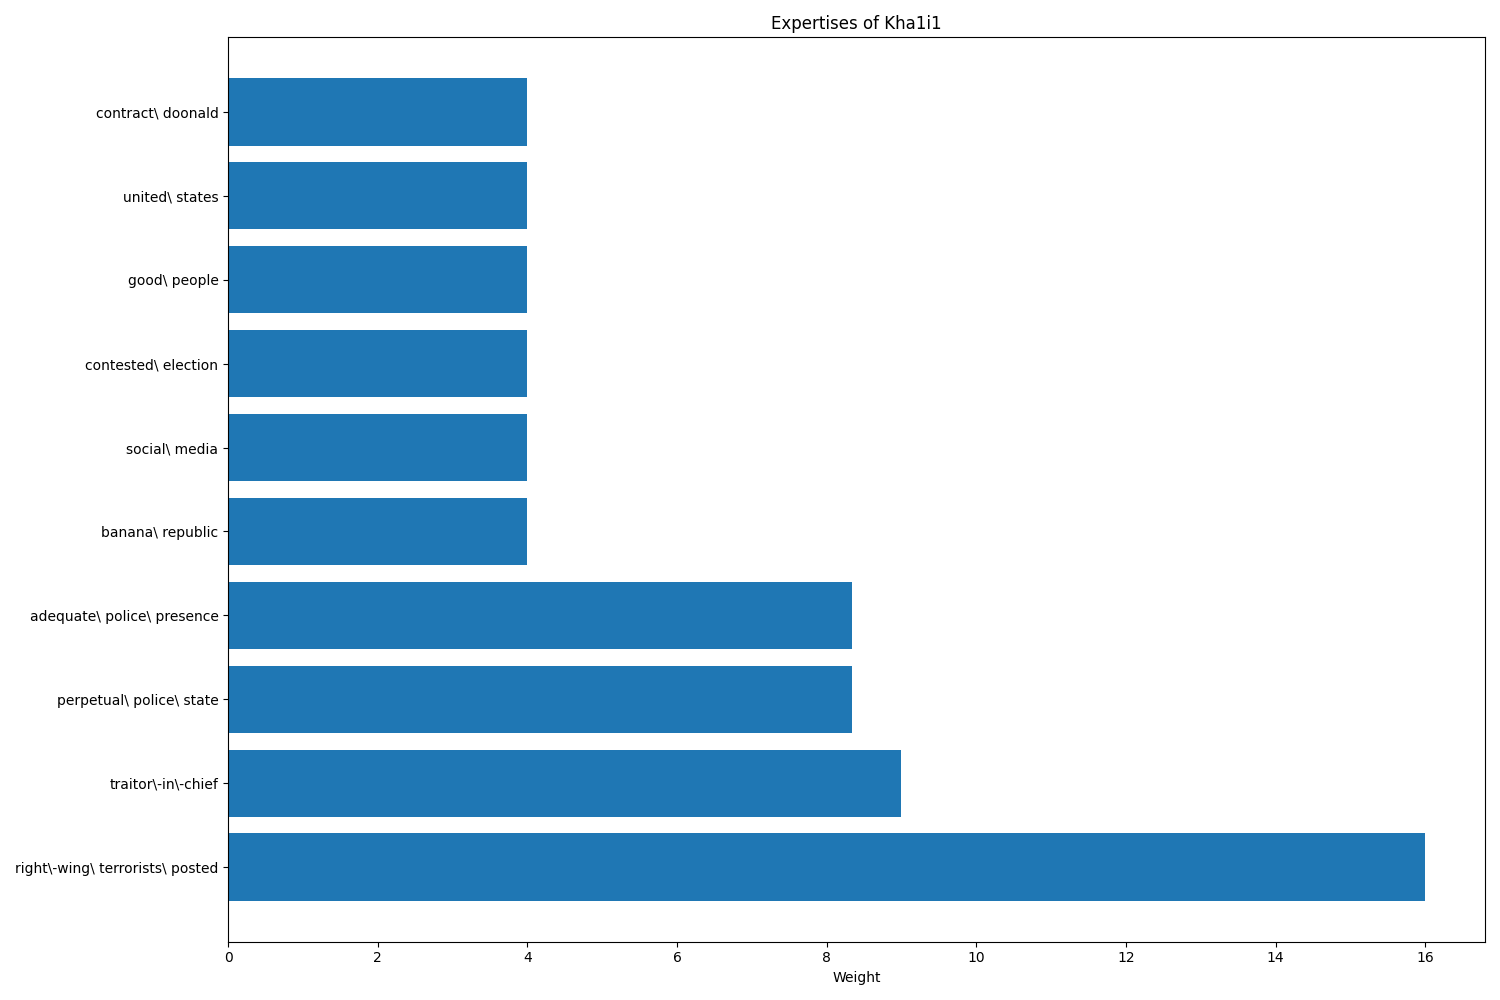 Expertises of Kha1i1
contract\ doonald
united\ states
good\ people
contested\ election
social\ media
banana\ republic
adequate\ police\ presence
perpetual\ police\ state
traitor\-in\-chief
right\-wing\ terrorists\ posted
0 2 4 6 8 10 12 14 16
Weight